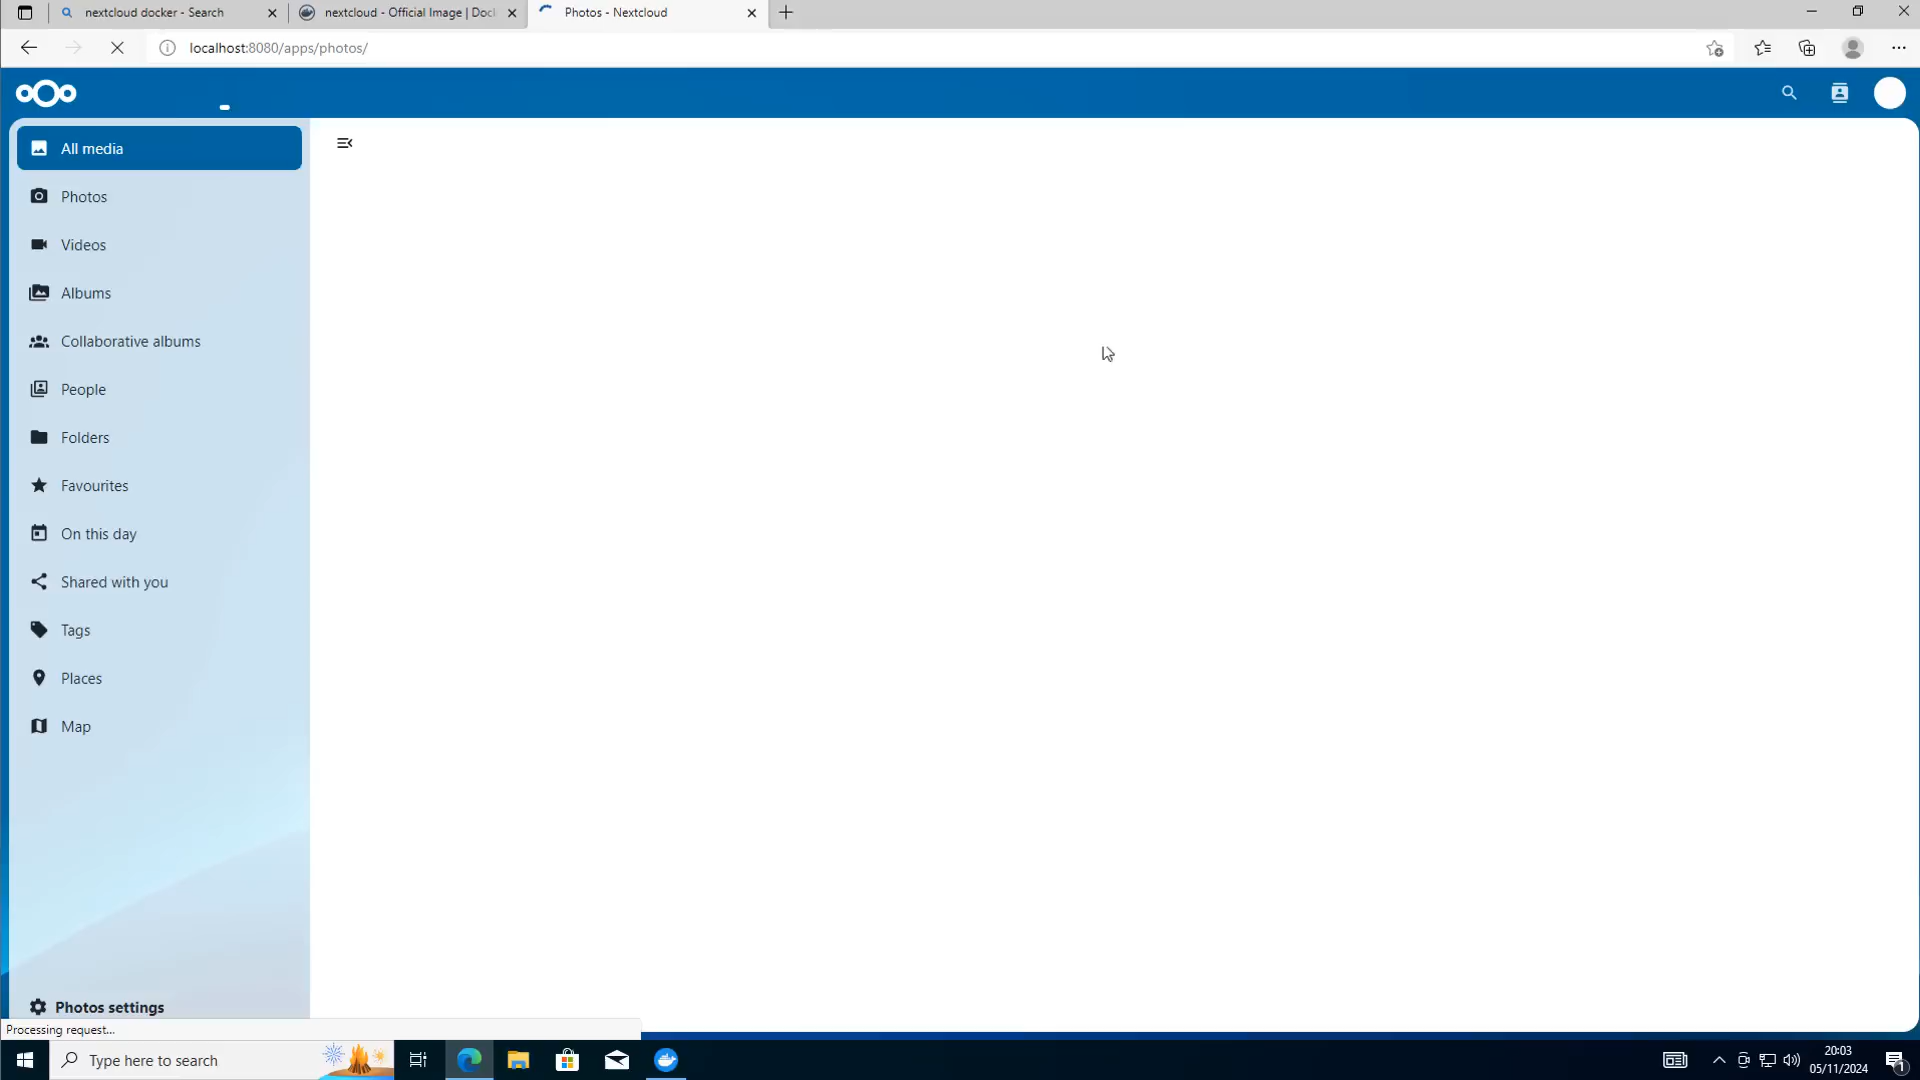 nextcloud docker - Search
nextcloud - Official Image | Doc
Photos - Nextcloud
localhost:8080/apps/photos/
All media
Photos
Videos
Albums
Collaborative albums
People
Folders
Favourites
On this day
Shared with you
Tags
Places
Map
Photos settings
Processing request...
Type here to search
20:03
05/11/2024
1